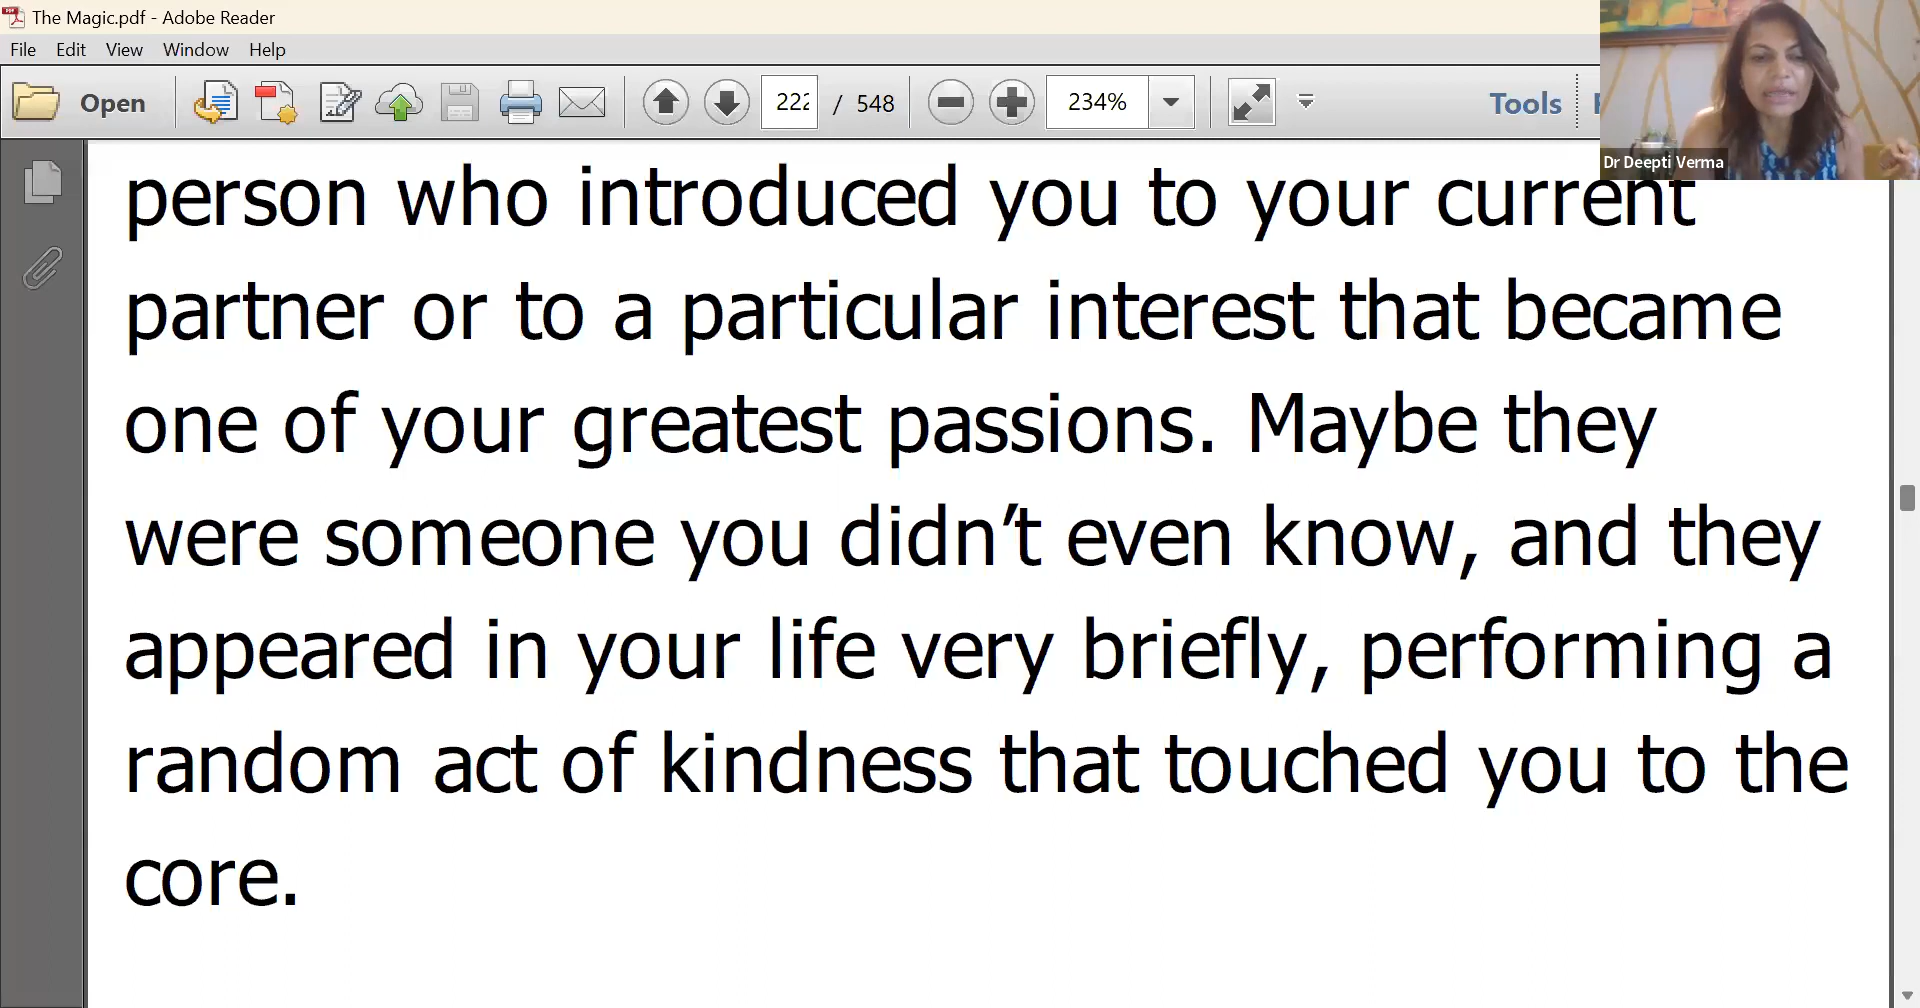 The Magic.pdf - Adobe Reader
File Edit View Window Help
Open 222 / 548 234% Tools
Dr Deepti Verma
person who introduced you to your current
partner or to a particular interest that became
one of your greatest passions. Maybe they
were someone you didn’t even know, and they
appeared in your life very briefly, performing a
random act of kindness that touched you to the
core.